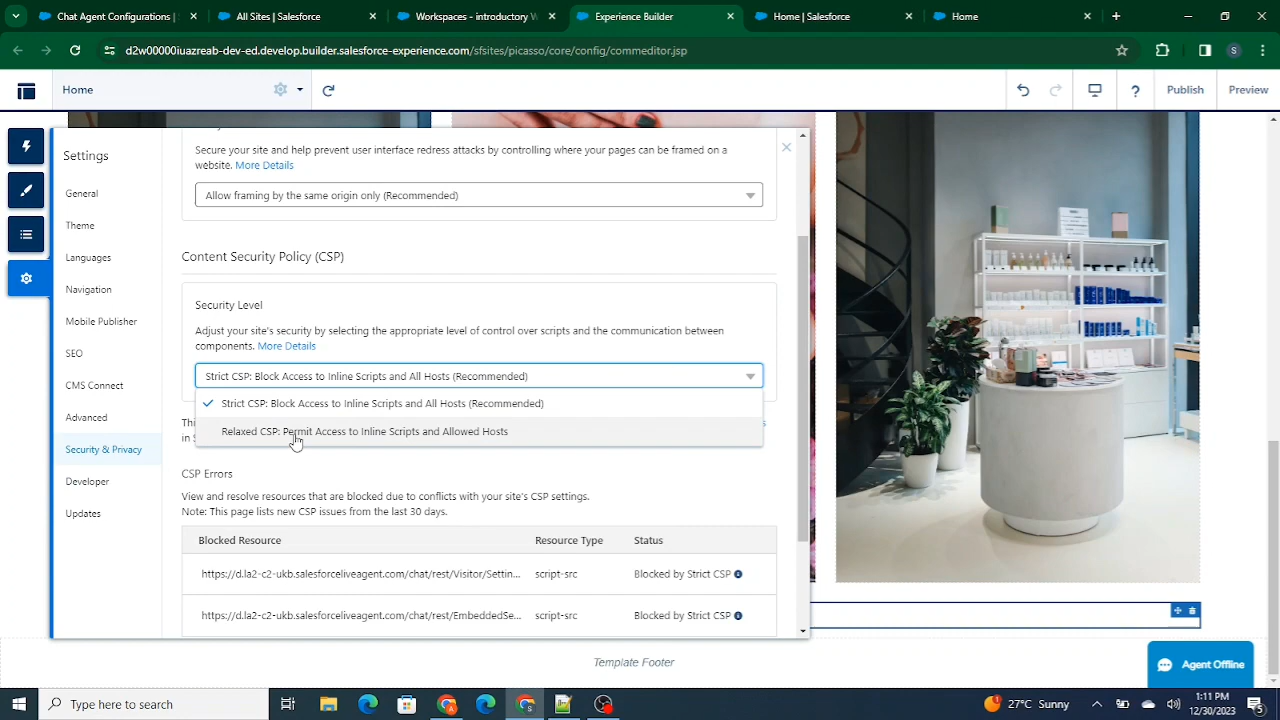 Chat Agent Configurations |
All Sites | Salesforce
Workspaces - introductory W
Experience Builder
Home | Salesforce
Home
d2w00000iuazreab-dev-ed.develop.builder.salesforce-experience.com/sfsites/picasso/core/config/commeditor.jsp
S
Home
?
Publish
Preview
Settings
General
Theme
Languages
Navigation
Mobile Publisher
SEO
CMS Connect
Advanced
Security & Privacy
Developer
Updates
Secure your site and help prevent user interface redress attacks by controlling where your pages can be framed on a
website. More Details
Allow framing by the same origin only (Recommended)
Content Security Policy (CSP)
Security Level
Adjust your site's security by selecting the appropriate level of control over scripts and the communication between
components. More Details
Strict CSP: Block Access to Inline Scripts and All Hosts (Recommended)
Strict CSP: Block Access to Inline Scripts and All Hosts (Recommended)
Relaxed CSP: Permit Access to Inline Scripts and Allowed Hosts
CSP Errors
View and resolve resources that are blocked due to conflicts with your site's CSP settings.
Note: This page lists new CSP issues from the last 30 days.
Blocked Resource Resource Type Status
https://d.la2-c2-ukb.salesforceliveagent.com/chat/rest/Visitor/Settin... script-src Blocked by Strict CSP
https://d.la2-c2-ukb.salesforceliveagent.com/chat/rest/EmbeddedSe... script-src Blocked by Strict CSP
Template Footer
Agent Offline
Type here to search
27°C Sunny
1:11 PM
12/30/2023